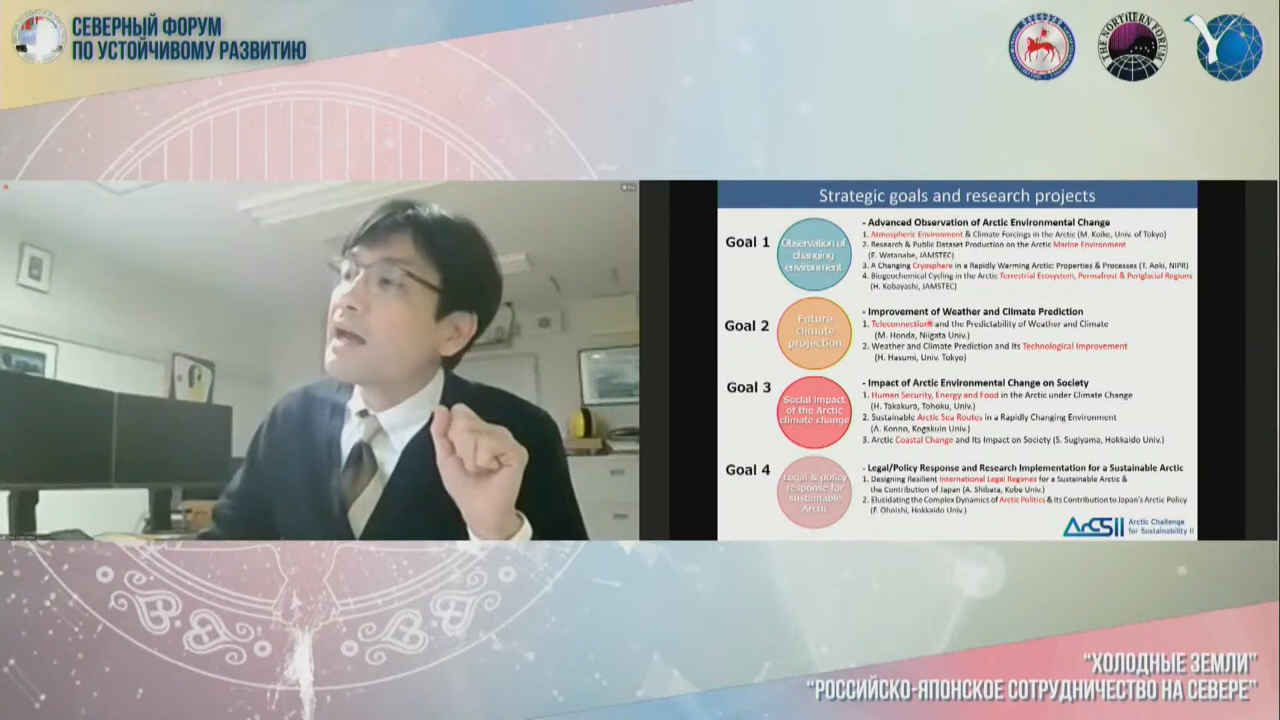 СЕВЕРНЫЙ ФОРУМ
ПО УСТОЙЧИВОМУ РАЗВИТИЮ
THE NORTHERN FORUM
Strategic goals and research projects
Goal 1
Observation of
changing
environment
- Advanced Observation of Arctic Environmental Change
1. Atmospheric Environment & Climate Forcings in the Arctic (M. Koike, Univ. of Tokyo)
2. Research & Public Dataset Production on the Arctic Marine Environment
(E. Watanabe, JAMSTEC)
3. A Changing Cryosphere in a Rapidly Warming Arctic: Properties & Processes (T. Aoki, NIPR)
4. Biogeochemical Cycling in the Arctic Terrestrial Ecosystem, Permafrost & Periglacial Regions
(H. Kobayashi, JAMSTEC)
Goal 2
Future
climate
projection
- Improvement of Weather and Climate Prediction
1. Teleconnection and the Predictability of Weather and Climate
(M. Honda, Niigata Univ.)
2. Weather and Climate Prediction and Its Technological Improvement
(H. Hasumi, Univ. Tokyo)
Goal 3
Social Impact
of the Arctic
climate change
- Impact of Arctic Environmental Change on Society
1. Human Security, Energy and Food in the Arctic under Climate Change
(H. Takakura, Tohoku, Univ.)
2. Sustainable Arctic Sea Routes in a Rapidly Changing Environment
(A. Konno, Kogakuin Univ.)
3. Arctic Coastal Change and Its Impact on Society (S. Sugiyama, Hokkaido Univ.)
Goal 4
Legal & policy
response for
sustainable
Arctic
- Legal/Policy Response and Research Implementation for a Sustainable Arctic
1. Designing Resilient International Legal Regimes for a Sustainable Arctic &
the Contribution of Japan (A. Shibata, Kobe Univ.)
2. Elucidating the Complex Dynamics of Arctic Politics & Its Contribution to Japan's Arctic Policy
(F. Ohnishi, Hokkaido Univ.)
ArCSII
Arctic Challenge
for Sustainability II
"ХОЛОДНЫЕ ЗЕМЛИ"
"РОССИЙСКО-ЯПОНСКОЕ СОТРУДНИЧЕСТВО НА СЕВЕРЕ"